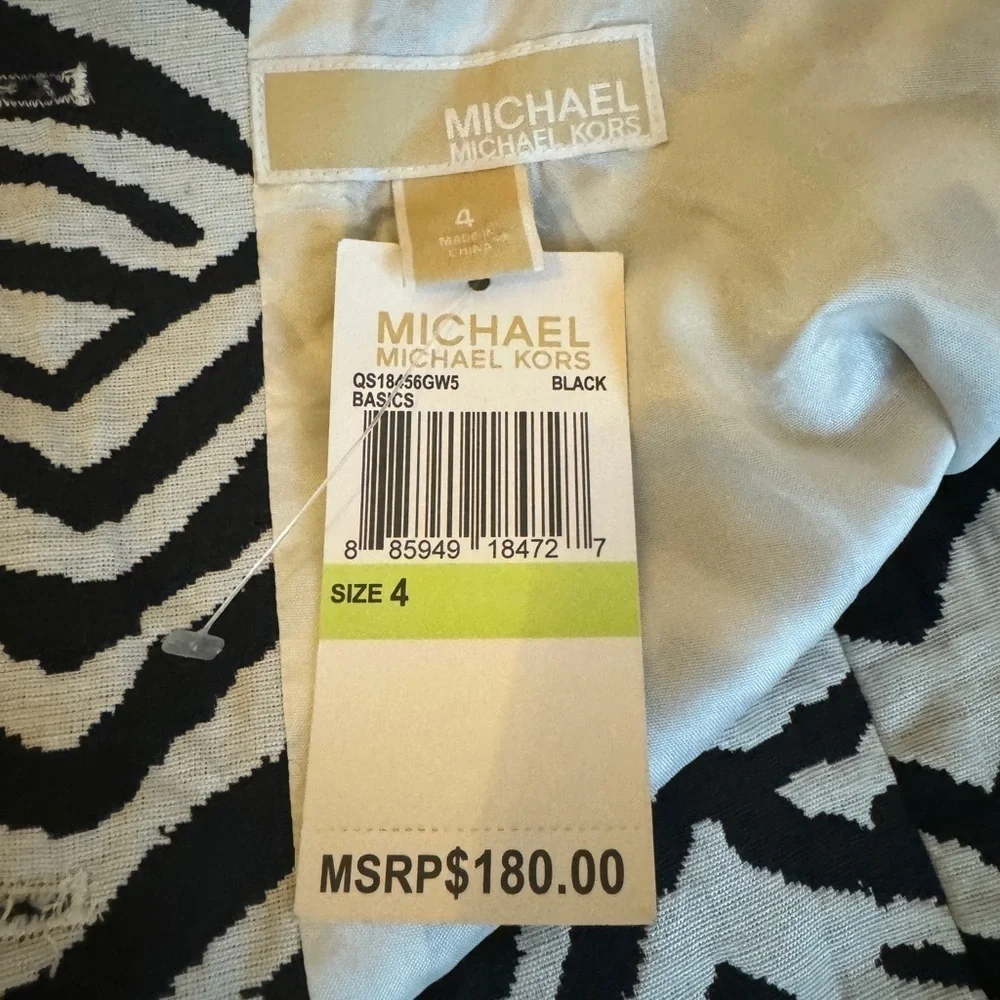 MICHAEL
MICHAEL KORS
4
MADE IN
CHINA
MICHAEL
MICHAEL KORS
QS18456GW5 BLACK
BASICS
8 85949 18472 7
SIZE 4
MSRP$180.00